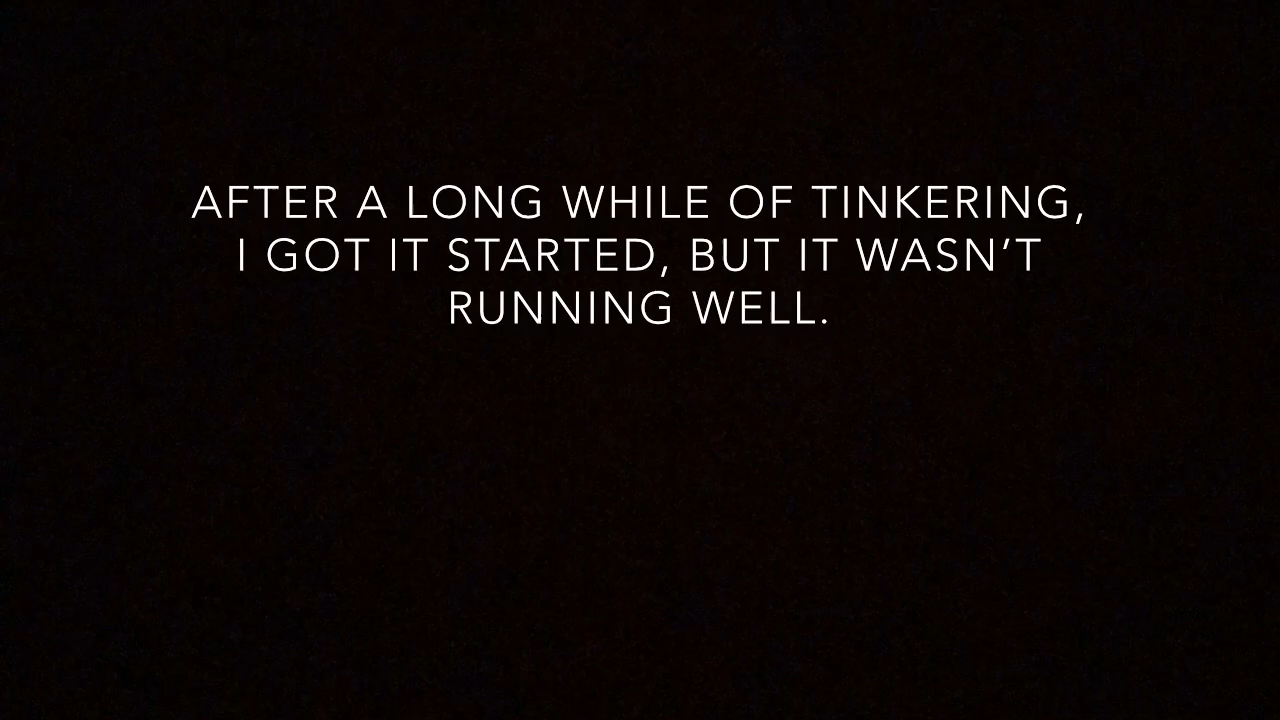 AFTER A LONG WHILE OF TINKERING,
I GOT IT STARTED, BUT IT WASN’T
RUNNING WELL.